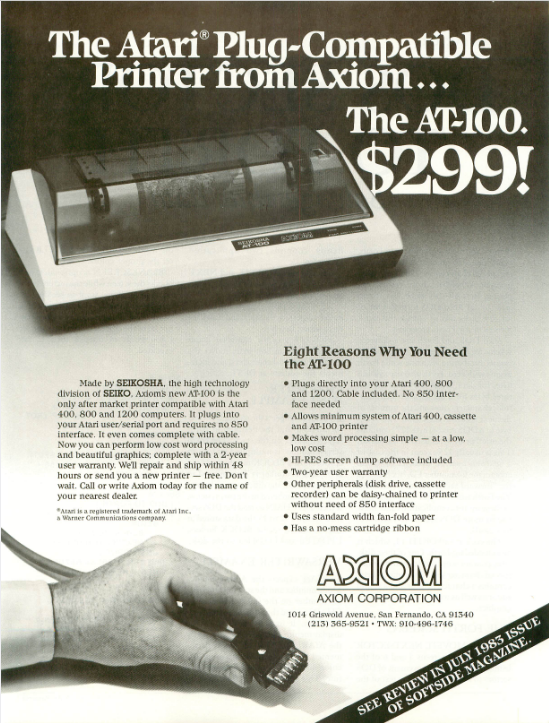 The Atari® Plug-Compatible
Printer from Axiom...
The AT-100.
$299!
SEIKOSHA
AT-100
AXIOM
Made by SEIKOSHA, the high technology
division of SEIKO, Axiom's new AT-100 is the
only after market printer compatible with Atari
400, 800 and 1200 computers. It plugs into
your Atari user/serial port and requires no 850
interface. It even comes complete with cable.
Now you can perform low cost word processing
and beautiful graphics; complete with a 2-year
user warranty. We'll repair and ship within 48
hours or send you a new printer — free. Don't
wait. Call or write Axiom today for the name of
your nearest dealer.
®Atari is a registered trademark of Atari Inc.,
a Warner Communications company.
Eight Reasons Why You Need
the AT-100
● Plugs directly into your Atari 400, 800
and 1200. Cable included. No 850 inter-
face needed
● Allows minimum system of Atari 400, cassette
and AT-100 printer
● Makes word processing simple — at a low,
low cost
● HI-RES screen dump software included
● Two-year user warranty
● Other peripherals (disk drive, cassette
recorder) can be daisy-chained to printer
without need of 850 interface
● Uses standard width fan-fold paper
● Has a no-mess cartridge ribbon
AXIOM
AXIOM CORPORATION
1014 Griswold Avenue, San Fernando, CA 91340
(213) 365-9521 • TWX: 910-496-1746
SEE REVIEW IN JULY 1983 ISSUE
OF SOFTSIDE MAGAZINE.